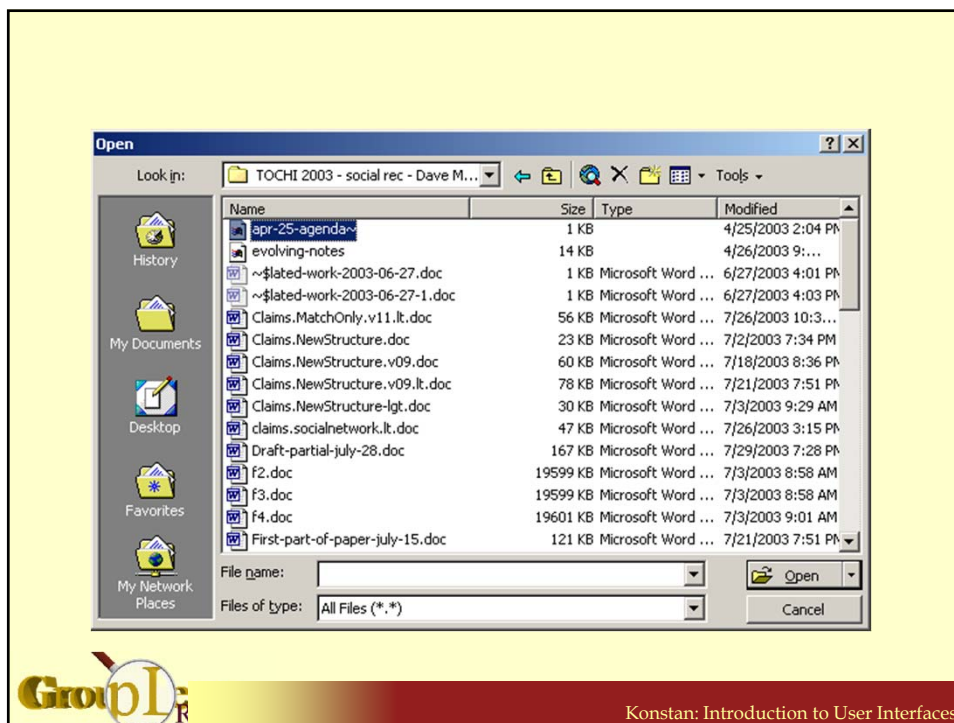 Open
Look in: TOCHI 2003 - social rec - Dave M... Tools
Name Size Type Modified
apr-25-agenda~ 1 KB 4/25/2003 2:04 PM
evolving-notes 14 KB 4/26/2003 9:...
~$lated-work-2003-06-27.doc 1 KB Microsoft Word ... 6/27/2003 4:01 PM
~$lated-work-2003-06-27-1.doc 1 KB Microsoft Word ... 6/27/2003 4:03 PM
Claims.MatchOnly.v11.lt.doc 56 KB Microsoft Word ... 7/26/2003 10:3...
Claims.NewStructure.doc 23 KB Microsoft Word ... 7/2/2003 7:34 PM
Claims.NewStructure.v09.doc 60 KB Microsoft Word ... 7/18/2003 8:36 PM
Claims.NewStructure.v09.lt.doc 78 KB Microsoft Word ... 7/21/2003 7:51 PM
Claims.NewStructure-lgt.doc 30 KB Microsoft Word ... 7/3/2003 9:29 AM
claims.socialnetwork.lt.doc 47 KB Microsoft Word ... 7/26/2003 3:15 PM
Draft-partial-july-28.doc 167 KB Microsoft Word ... 7/29/2003 7:28 PM
f2.doc 19599 KB Microsoft Word ... 7/3/2003 8:58 AM
f3.doc 19599 KB Microsoft Word ... 7/3/2003 8:58 AM
f4.doc 19601 KB Microsoft Word ... 7/3/2003 9:01 AM
First-part-of-paper-july-15.doc 121 KB Microsoft Word ... 7/21/2003 7:51 PM
History
My Documents
Desktop
Favorites
My Network
Places
File name: Open
Files of type: All Files (*.*) Cancel
Konstan: Introduction to User Interfaces